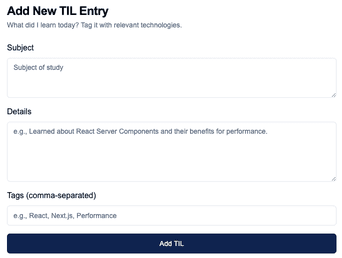 Add New TIL Entry
What did I learn today? Tag it with relevant technologies.
Subject
Subject of study
Details
e.g., Learned about React Server Components and their benefits for performance.
Tags (comma-separated)
e.g., React, Next.js, Performance
Add TIL